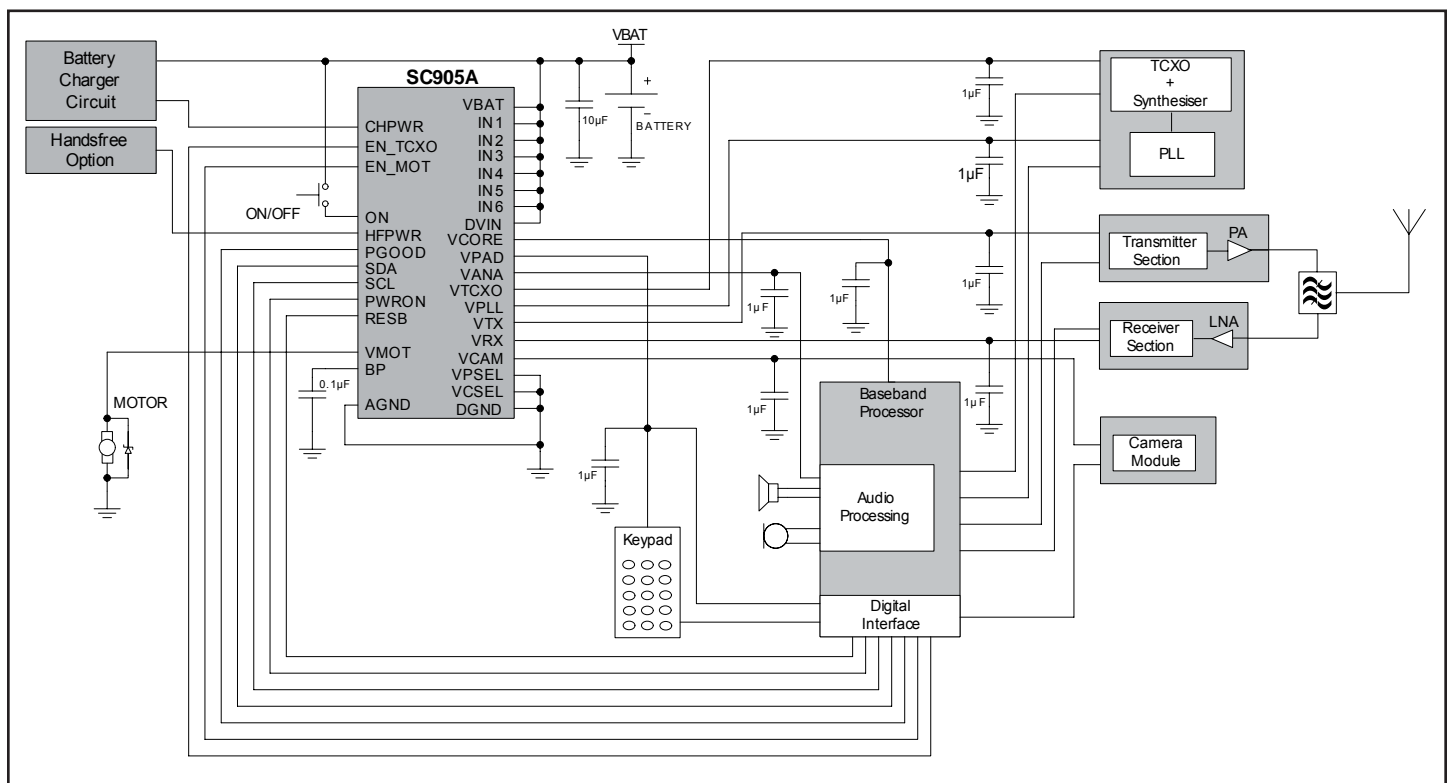 VBAT
Battery
Charger
Circuit
SC905A
TCXO
+
Synthesiser
PLL
Handsfree
Option
CHPWR
EN_TCXO
EN_MOT
ON/OFF
ON
HFPWR
PGOOD
SDA
SCL
PWRON
RESB
VMOT
BP
AGND
VBAT
IN1
IN2
IN3
IN4
IN5
IN6
DVIN
VCORE
VPAD
VANA
VTCXO
VPLL
VTX
VRX
VCAM
VPSEL
VCSEL
DGND
10µF
+
–
BATTERY
1µF
1µF
1µF
1µF
1µF
1µF
1µF
1µF
0.1µF
MOTOR
Transmitter
Section
PA
Receiver
Section
LNA
Camera
Module
Baseband
Processor
Audio
Processing
Digital
Interface
Keypad